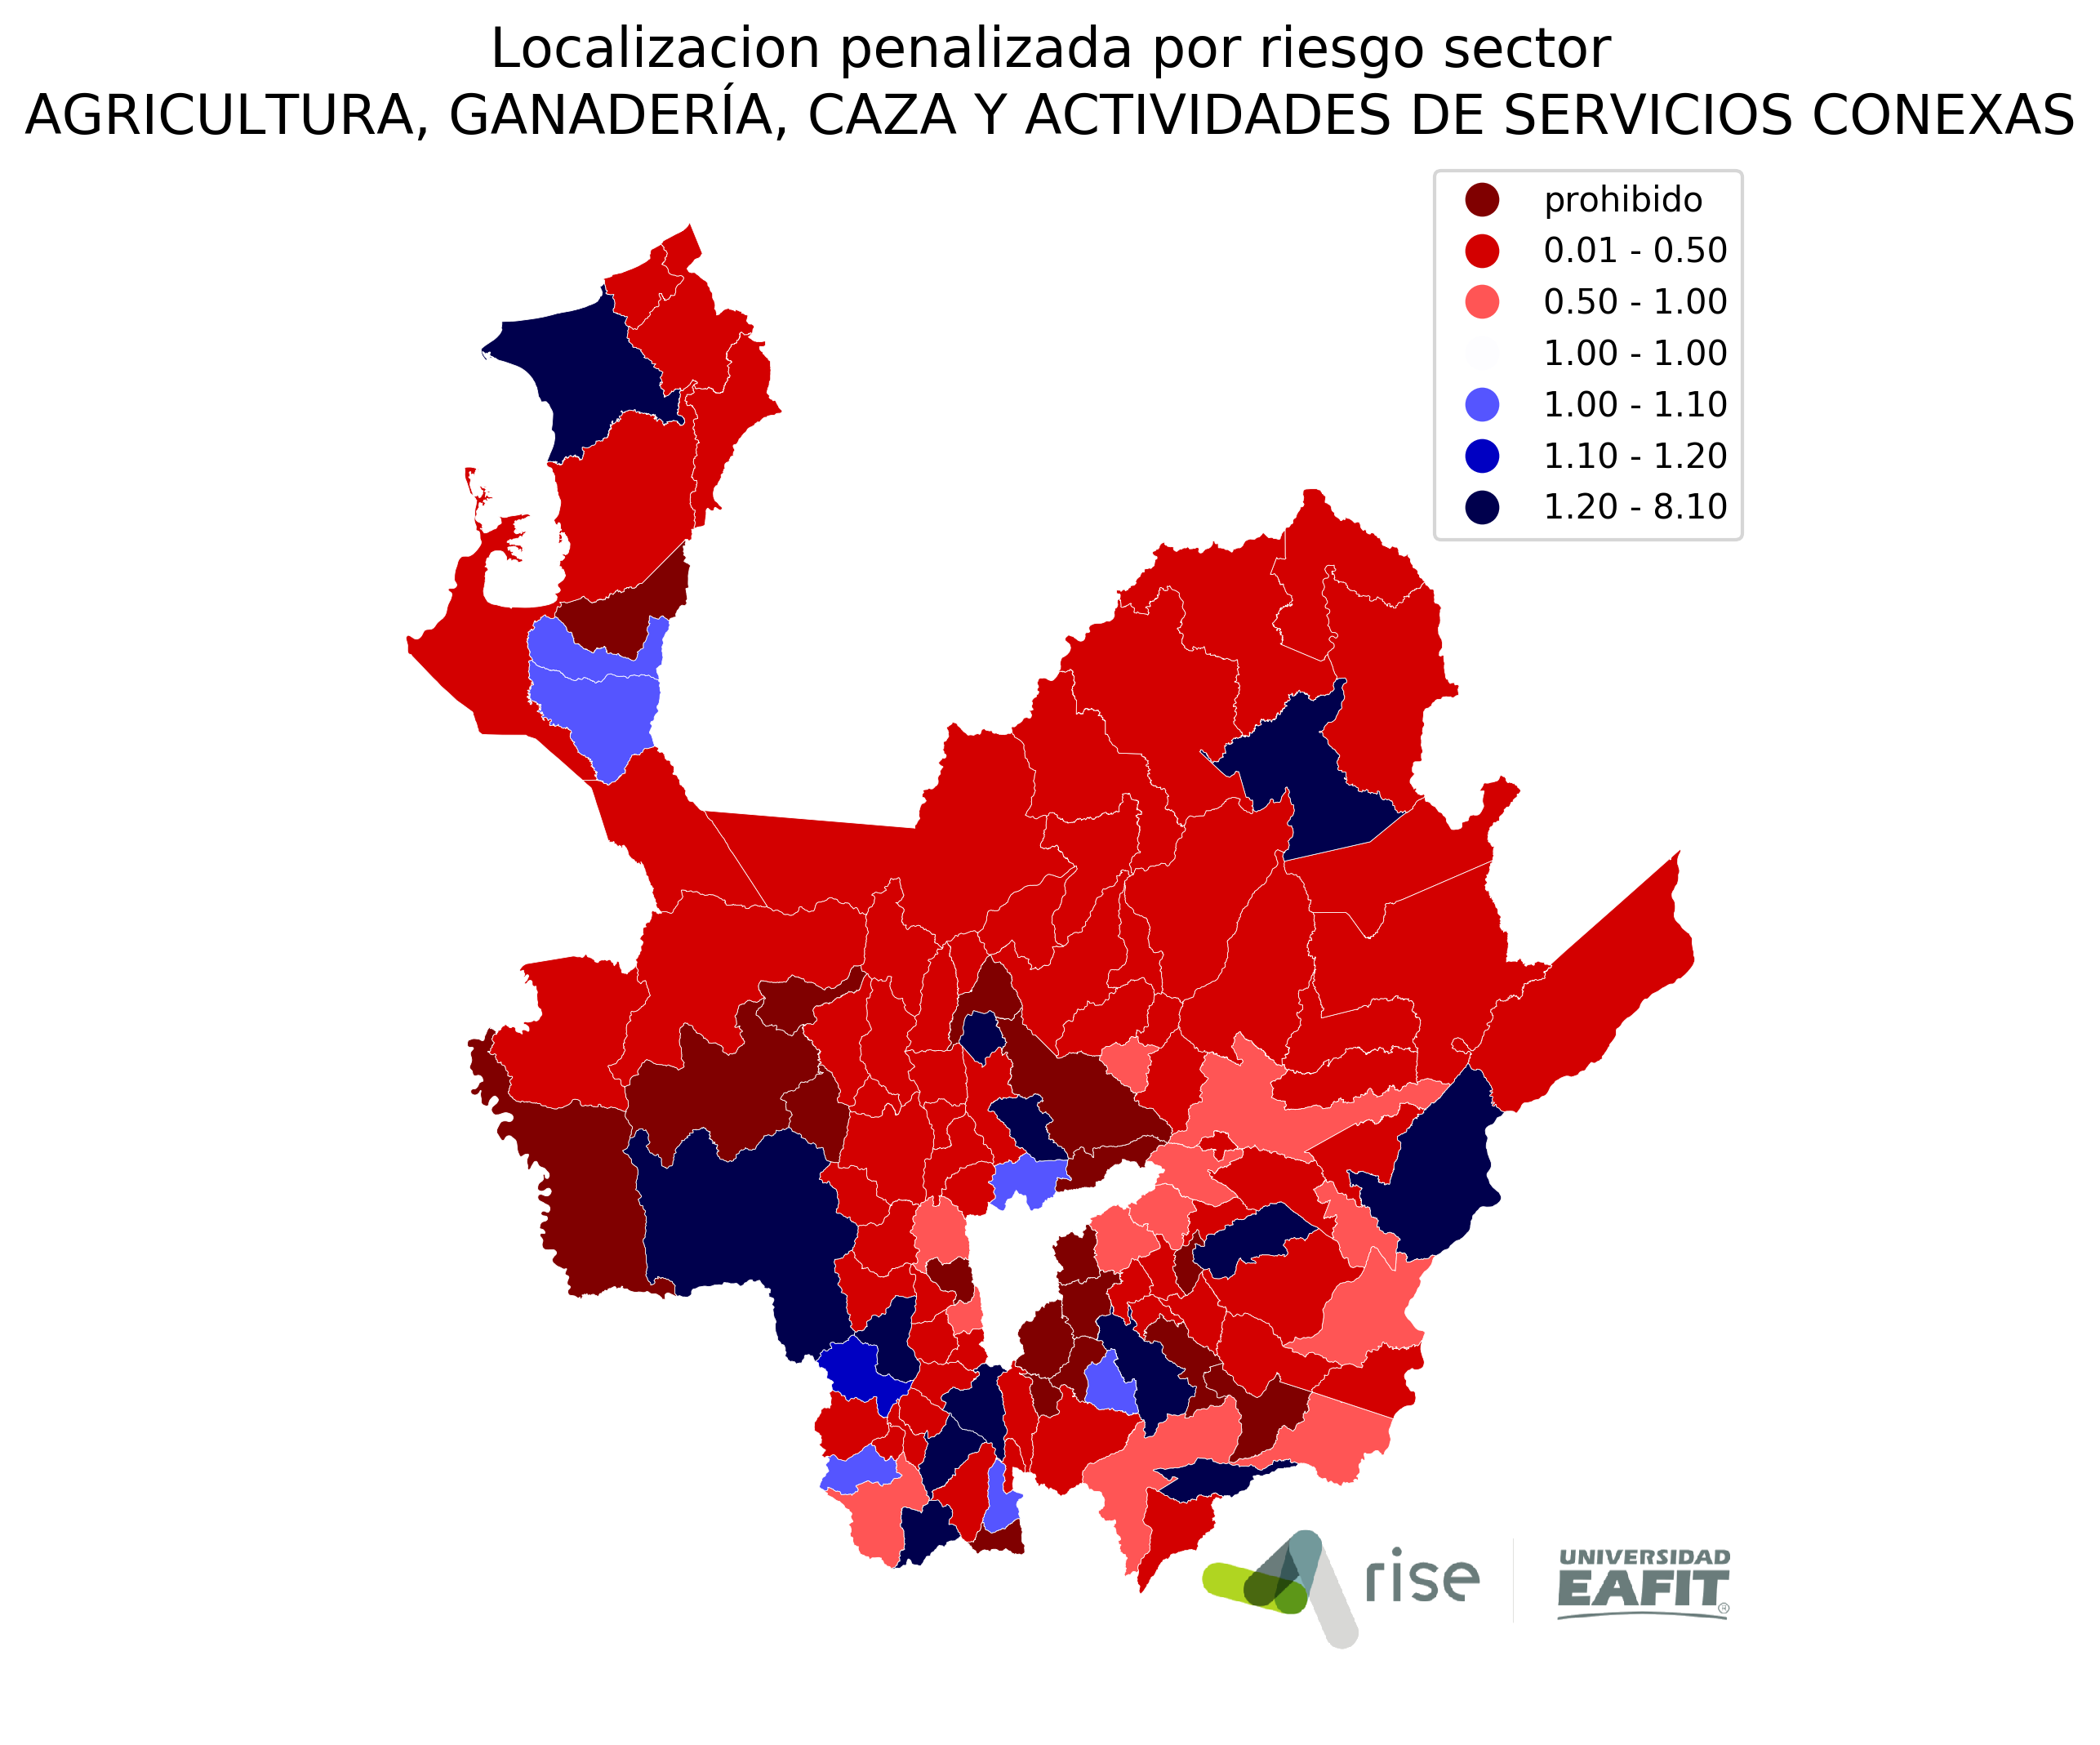 Localizacion penalizada por riesgo sector
AGRICULTURA, GANADERÍA, CAZA Y ACTIVIDADES DE SERVICIOS CONEXAS
prohibido
0.01 - 0.50
0.50 - 1.00
1.00 - 1.00
1.00 - 1.10
1.10 - 1.20
1.20 - 8.10
rise
UNIVERSIDAD
EAFIT®